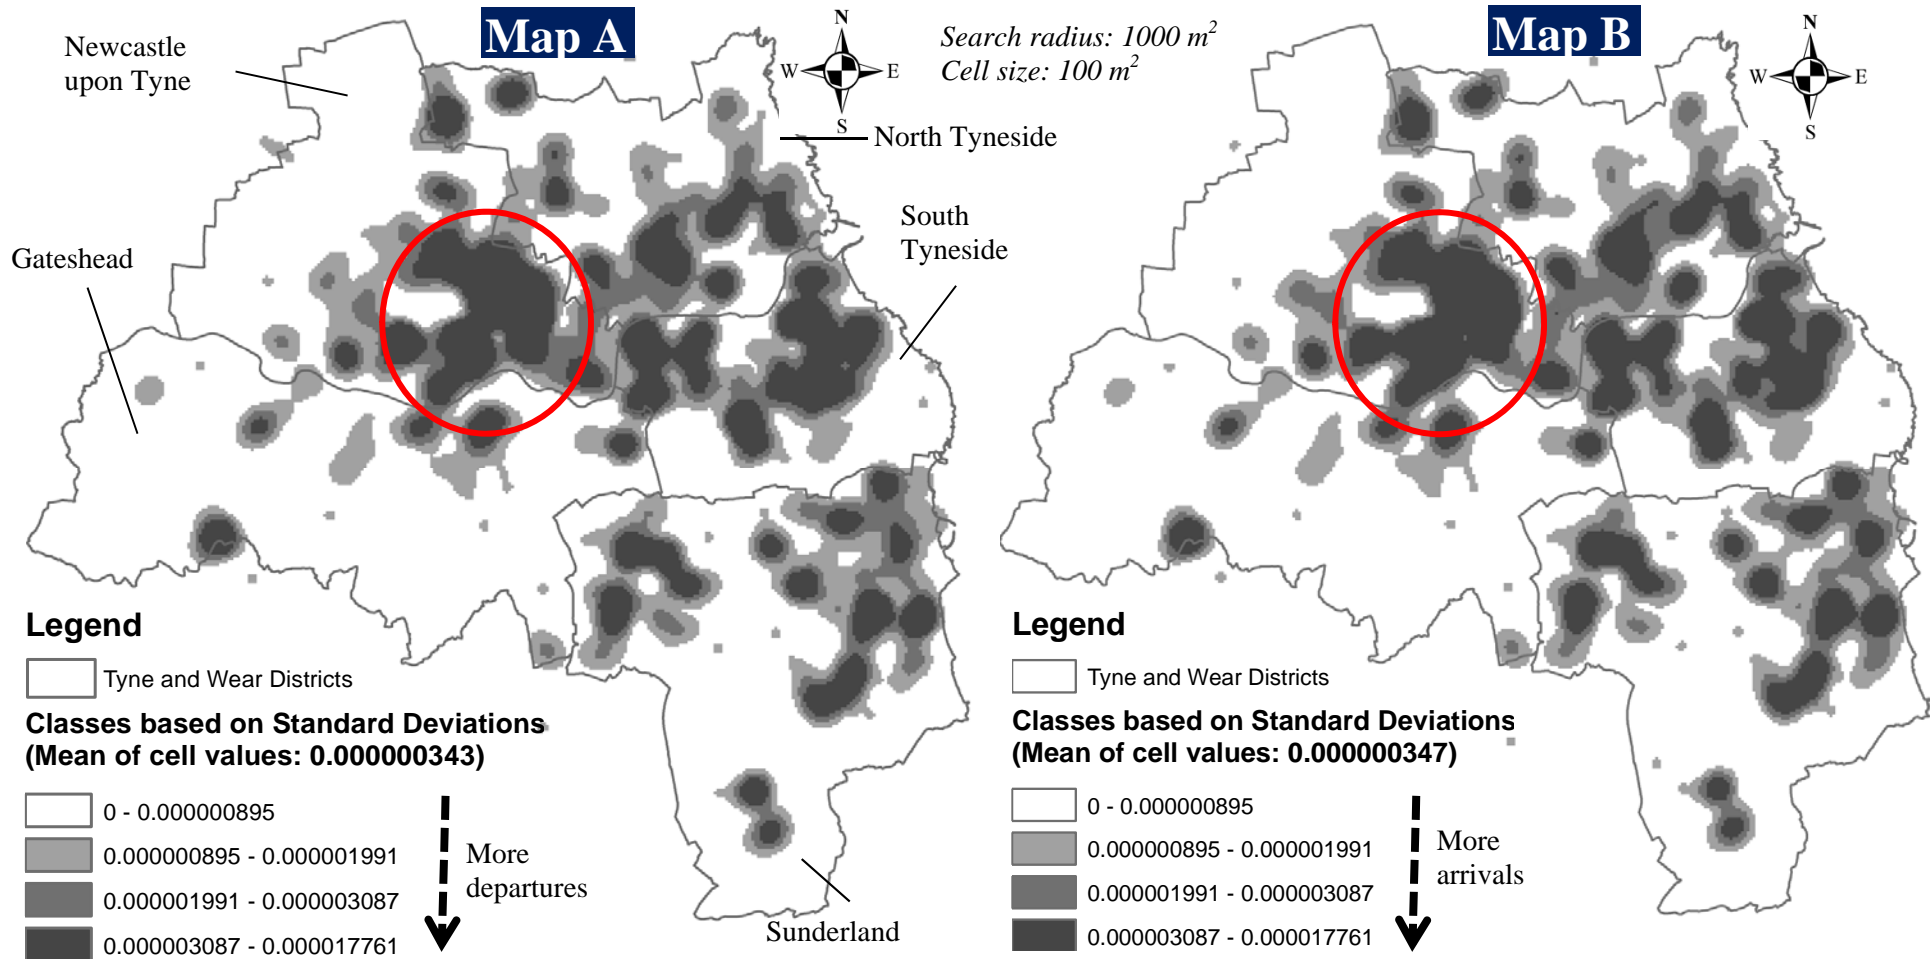 Map A
N
W
E
S
Search radius: 1000 m²
Cell size: 100 m²
Newcastle
upon Tyne
North Tyneside
South
Tyneside
Gateshead
Legend
Tyne and Wear Districts
Classes based on Standard Deviations
(Mean of cell values: 0.000000343)
0 - 0.000000895
0.000000895 - 0.000001991
0.000001991 - 0.000003087
0.000003087 - 0.000017761
More
departures
Sunderland
Map B
N
W
E
S
Legend
Tyne and Wear Districts
Classes based on Standard Deviations
(Mean of cell values: 0.000000347)
0 - 0.000000895
0.000000895 - 0.000001991
0.000001991 - 0.000003087
0.000003087 - 0.000017761
More
arrivals